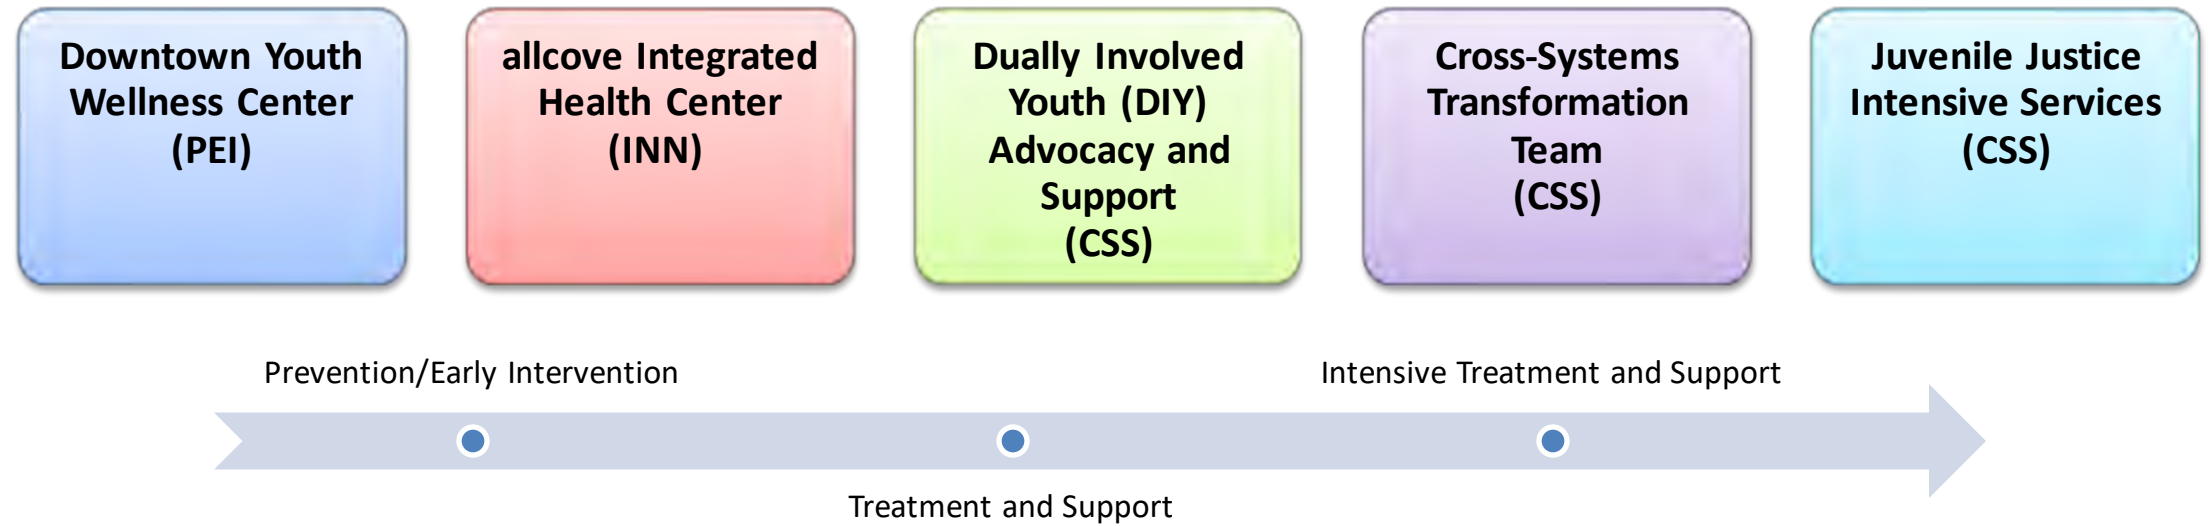 Downtown Youth
Wellness Center
(PEI)
allcove Integrated
Health Center
(INN)
Dually Involved
Youth (DIY)
Advocacy and
Support
(CSS)
Cross-Systems
Transformation
Team
(CSS)
Juvenile Justice
Intensive Services
(CSS)
Prevention/Early Intervention
Intensive Treatment and Support
Treatment and Support